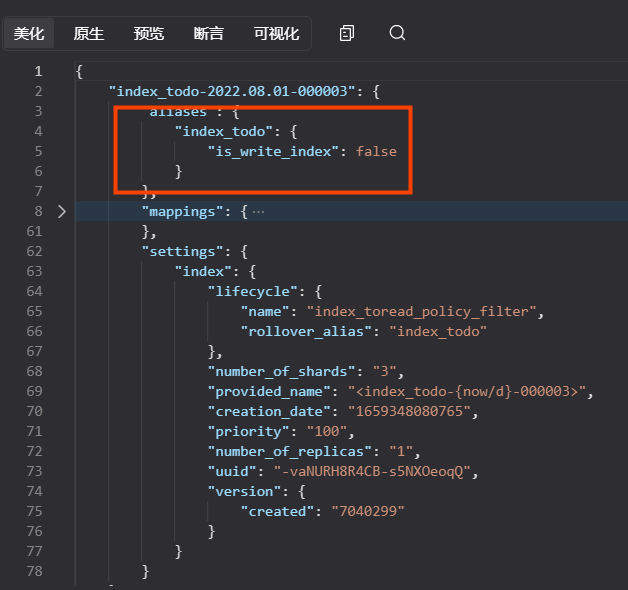 美化 原生 预览 断言 可视化
1 {
2 "index_todo-2022.08.01-000003": {
3 "aliases": {
4 "index_todo": {
5 "is_write_index": false
6 }
7 },
8 "mappings": { ···
61 },
62 "settings": {
63 "index": {
64 "lifecycle": {
65 "name": "index_toread_policy_filter",
66 "rollover_alias": "index_todo"
67 },
68 "number_of_shards": "3",
69 "provided_name": "<index_todo-{now/d}-000003>",
70 "creation_date": "1659348080765",
71 "priority": "100",
72 "number_of_replicas": "1",
73 "uuid": "-vaNURH8R4CB-s5NXOeoqQ",
74 "version": {
75 "created": "7040299"
76 }
77 }
78 }